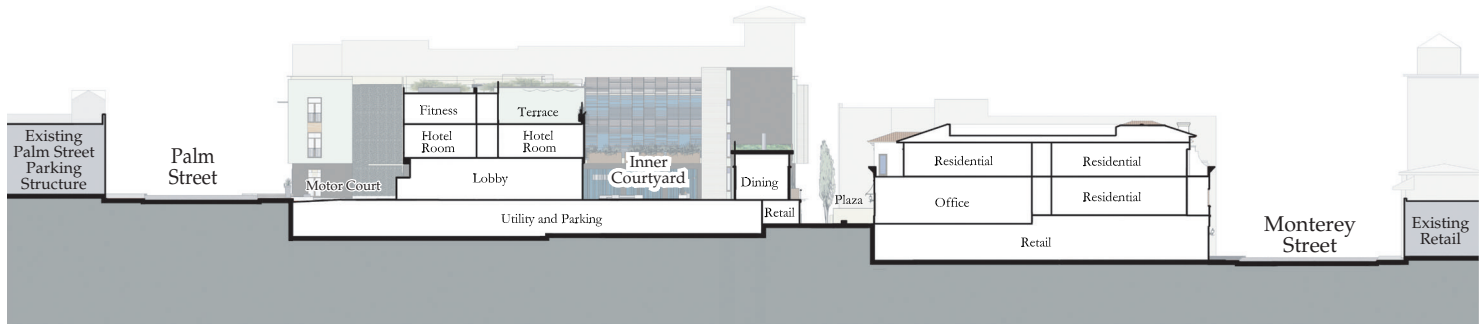 Existing
Palm Street
Parking
Structure
Palm
Street
Motor Court
Fitness
Terrace
Hotel
Room
Hotel
Room
Lobby
Inner
Courtyard
Dining
Retail
Utility and Parking
Plaza
Residential
Residential
Office
Residential
Retail
Monterey
Street
Existing
Retail